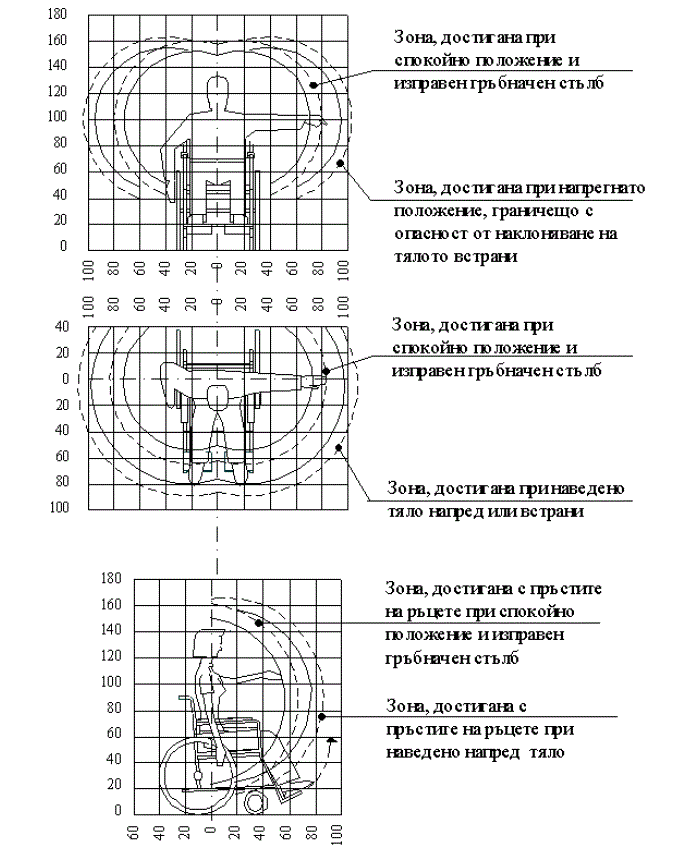 180
160
140
120
100
80
60
40
20
0
100 80 60 40 20 0 20 40 60 80 100
Зона, достигана при
спокойно положение и
изправен гръбначен стълб
Зона, достигана при напрегнато
положение, граничещо с
опасност от наклоняване на
тялото встрани
100 80 60 40 20 0 20 40 60 80 100
40
20
0
20
40
60
80
100
Зона, достигана при
спокойно положение и
изправен гръбначен стълб
Зона, достигана при наведено
тяло напред или встрани
180
160
140
120
100
80
60
40
20
0
60 40 20 0 20 40 60 80 100
Зона, достигана с пръстите
на ръцете при спокойно
положение и изправен
гръбначен стълб
Зона, достигана с
пръстите на ръцете при
наведено напред тяло